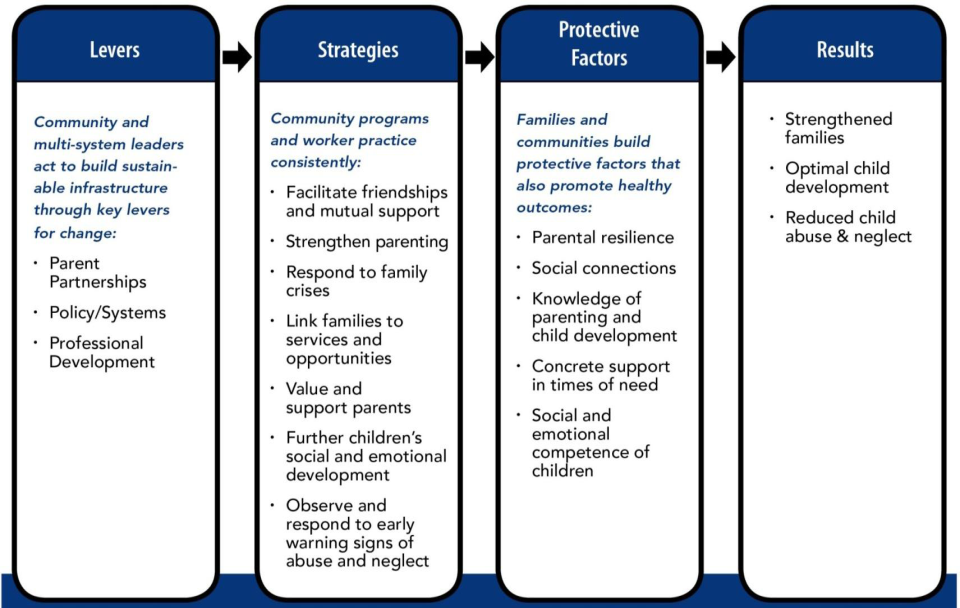 Levers
Community and
multi-system leaders
act to build sustain-
able infrastructure
through key levers
for change:
· Parent
Partnerships
· Policy/Systems
· Professional
Development
Strategies
Community programs
and worker practice
consistently:
· Facilitate friendships
and mutual support
· Strengthen parenting
· Respond to family
crises
· Link families to
services and
opportunities
· Value and
support parents
· Further children’s
social and emotional
development
· Observe and
respond to early
warning signs of
abuse and neglect
Protective
Factors
Families and
communities build
protective factors that
also promote healthy
outcomes:
· Parental resilience
· Social connections
· Knowledge of
parenting and
child development
· Concrete support
in times of need
· Social and
emotional
competence of
children
Results
· Strengthened
families
· Optimal child
development
· Reduced child
abuse & neglect